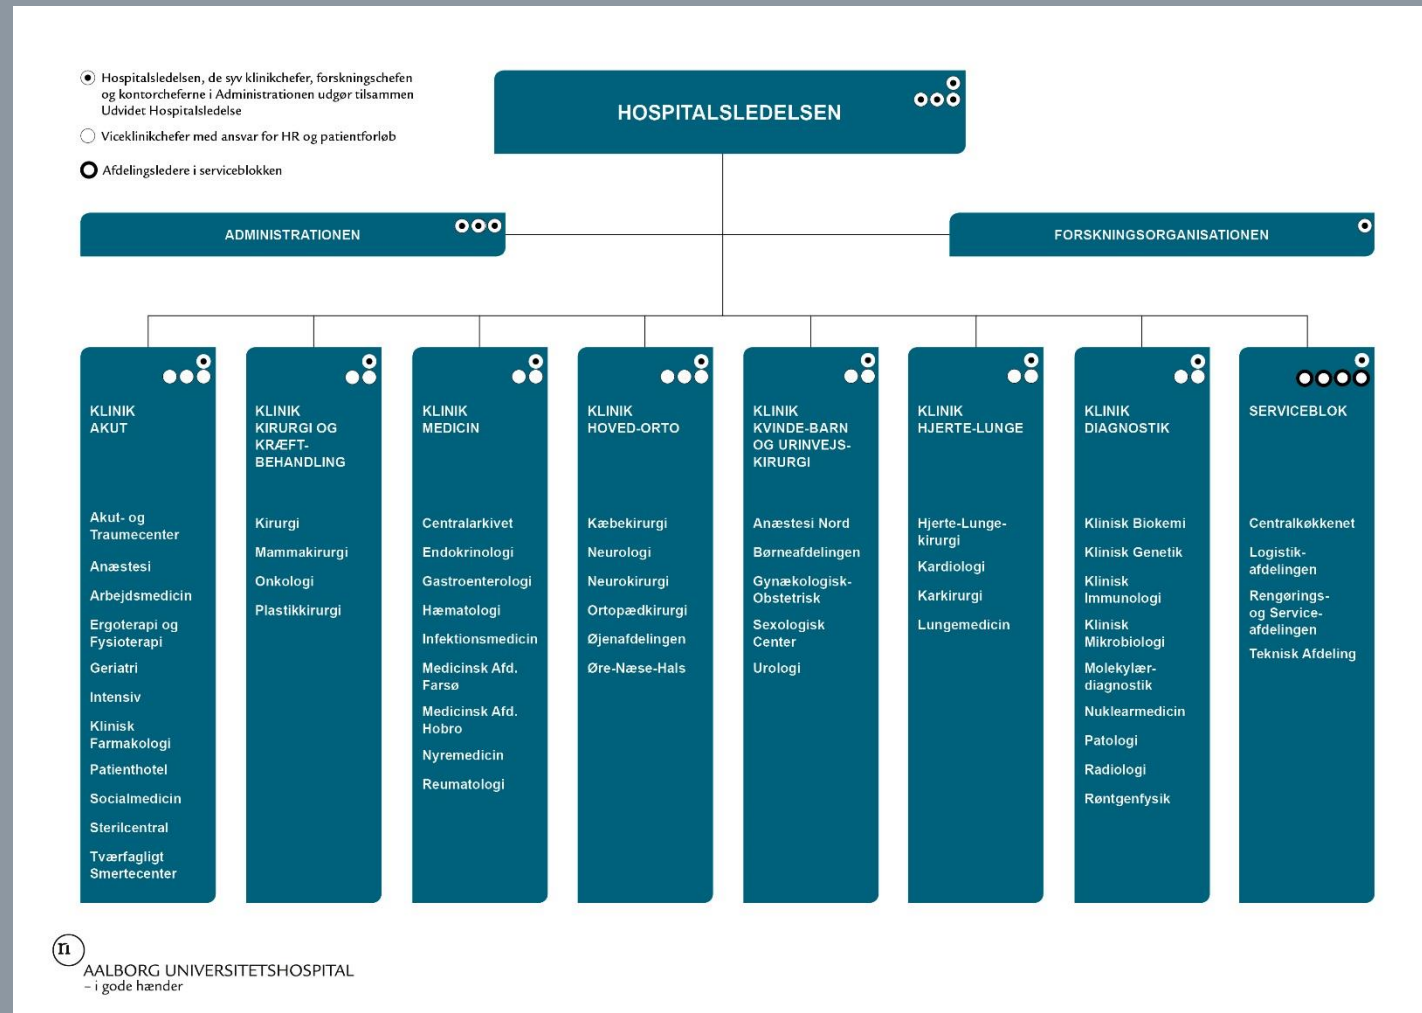 Hospitalsledelsen, de syv klinikchefer, forskningschefen
og kontorcheferne i Administrationen udgør tilsammen
Udvidet Hospitalsledelse
Viceklinikchefer med ansvar for HR og patientforløb
Afdelingsledere i serviceblokken
HOSPITALSLEDELSEN
ADMINISTRATIONEN
FORSKNINGSORGANISATIONEN
KLINIK
AKUT
Akut- og
Traumecenter
Anæstesi
Arbejdsmedicin
Ergoterapi og
Fysioterapi
Geriatri
Intensiv
Klinisk
Farmakologi
Patienthotel
Socialmedicin
Sterilcentral
Tværfagligt
Smertecenter
KLINIK
KIRURGI OG
KRÆFT-
BEHANDLING
Kirurgi
Mammakirurgi
Onkologi
Plastikkirurgi
KLINIK
MEDICIN
Centralarkivet
Endokrinologi
Gastroenterologi
Hæmatologi
Infektionsmedicin
Medicinsk Afd.
Farsø
Medicinsk Afd.
Hobro
Nyremedicin
Reumatologi
KLINIK
HOVED-ORTO
Kæbekirurgi
Neurologi
Neurokirurgi
Ortopædkirurgi
Øjenafdelingen
Øre-Næse-Hals
KLINIK
KVINDE-BARN
OG URINVEJS-
KIRURGI
Anæstesi Nord
Børneafdelingen
Gynækologisk-
Obstetrisk
Sexologisk
Center
Urologi
KLINIK
HJERTE-LUNGE
Hjerte-Lunge-
kirurgi
Kardiologi
Karkirurgi
Lungemedicin
KLINIK
DIAGNOSTIK
Klinisk Biokemi
Klinisk Genetik
Klinisk
Immunologi
Klinisk
Mikrobiologi
Molekylær-
diagnostik
Nuklearmedicin
Patologi
Radiologi
Røntgenfysik
SERVICEBLOK
Centralkøkkenet
Logistik-
afdelingen
Rengørings-
og Service-
afdelingen
Teknisk Afdeling
n
AALBORG UNIVERSITETSHOSPITAL
– i gode hænder